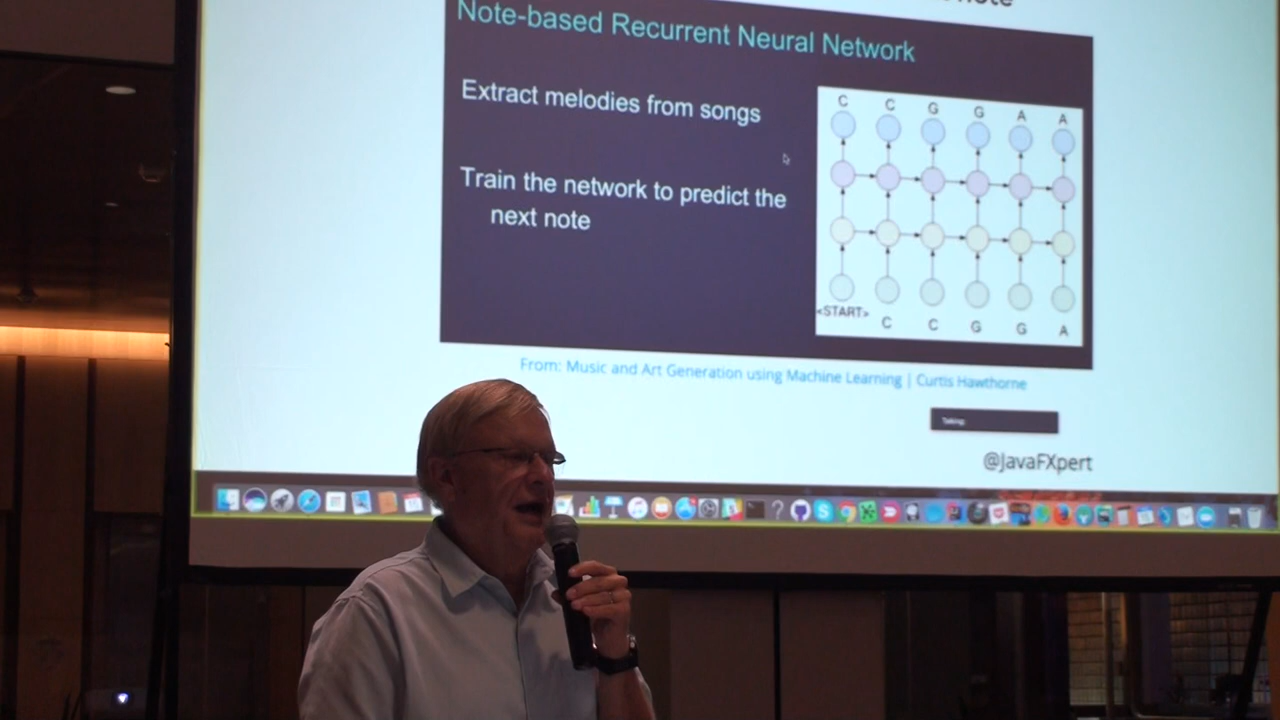 note
Note-based Recurrent Neural Network
Extract melodies from songs
Train the network to predict the
next note
C C G G A A
<START> C C G G A
From: Music and Art Generation using Machine Learning | Curtis Hawthorne
@JavaFXpert